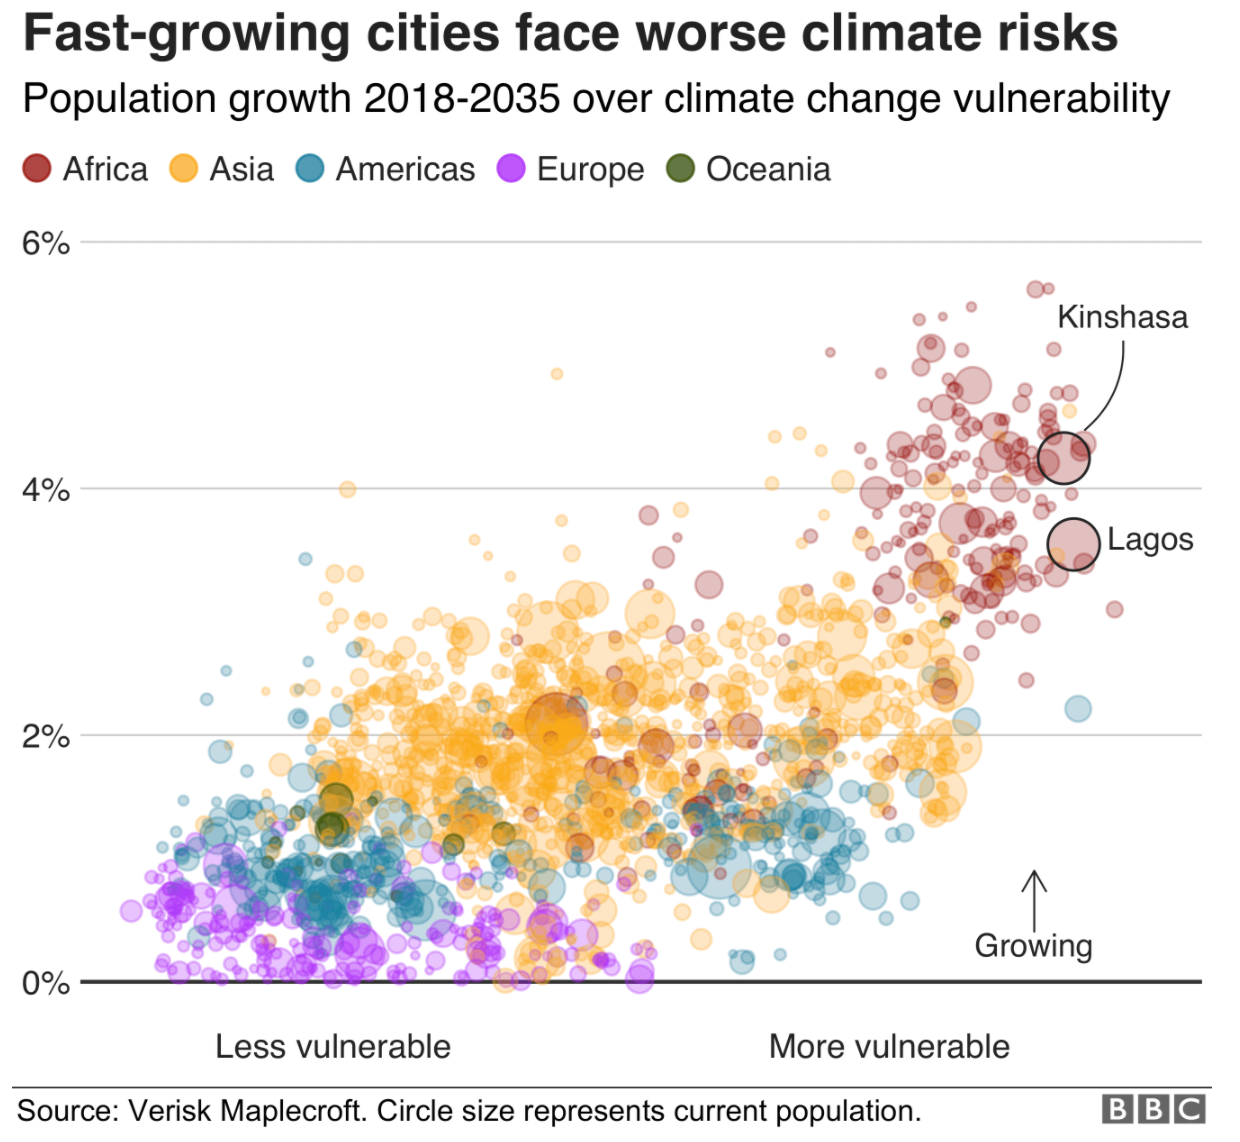 Fast-growing cities face worse climate risks
Population growth 2018-2035 over climate change vulnerability
Africa Asia Americas Europe Oceania
6%
Kinshasa
4%
Lagos
2%
Growing
0%
Less vulnerable More vulnerable
Source: Verisk Maplecroft. Circle size represents current population. BBC